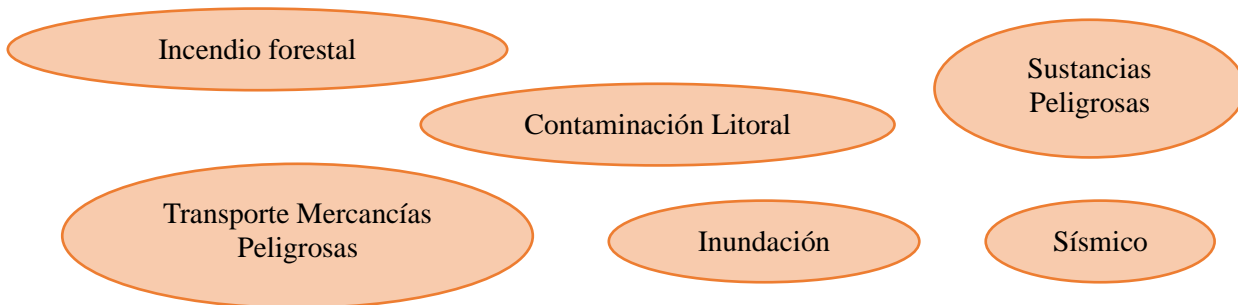 Incendio forestal
Sustancias
Peligrosas
Contaminación Litoral
Transporte Mercancías
Peligrosas
Inundación
Sísmico